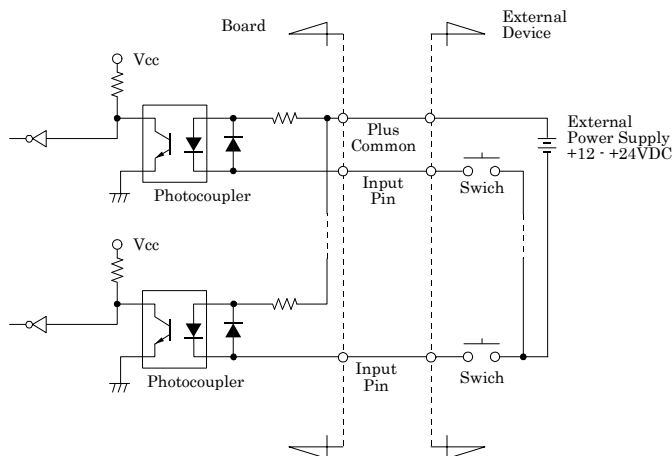 Board
External
Device
Vcc
Plus
Common
External
Power Supply
+12 - +24VDC
Photocoupler
Input
Pin
Swich
Vcc
Photocoupler
Input
Pin
Swich